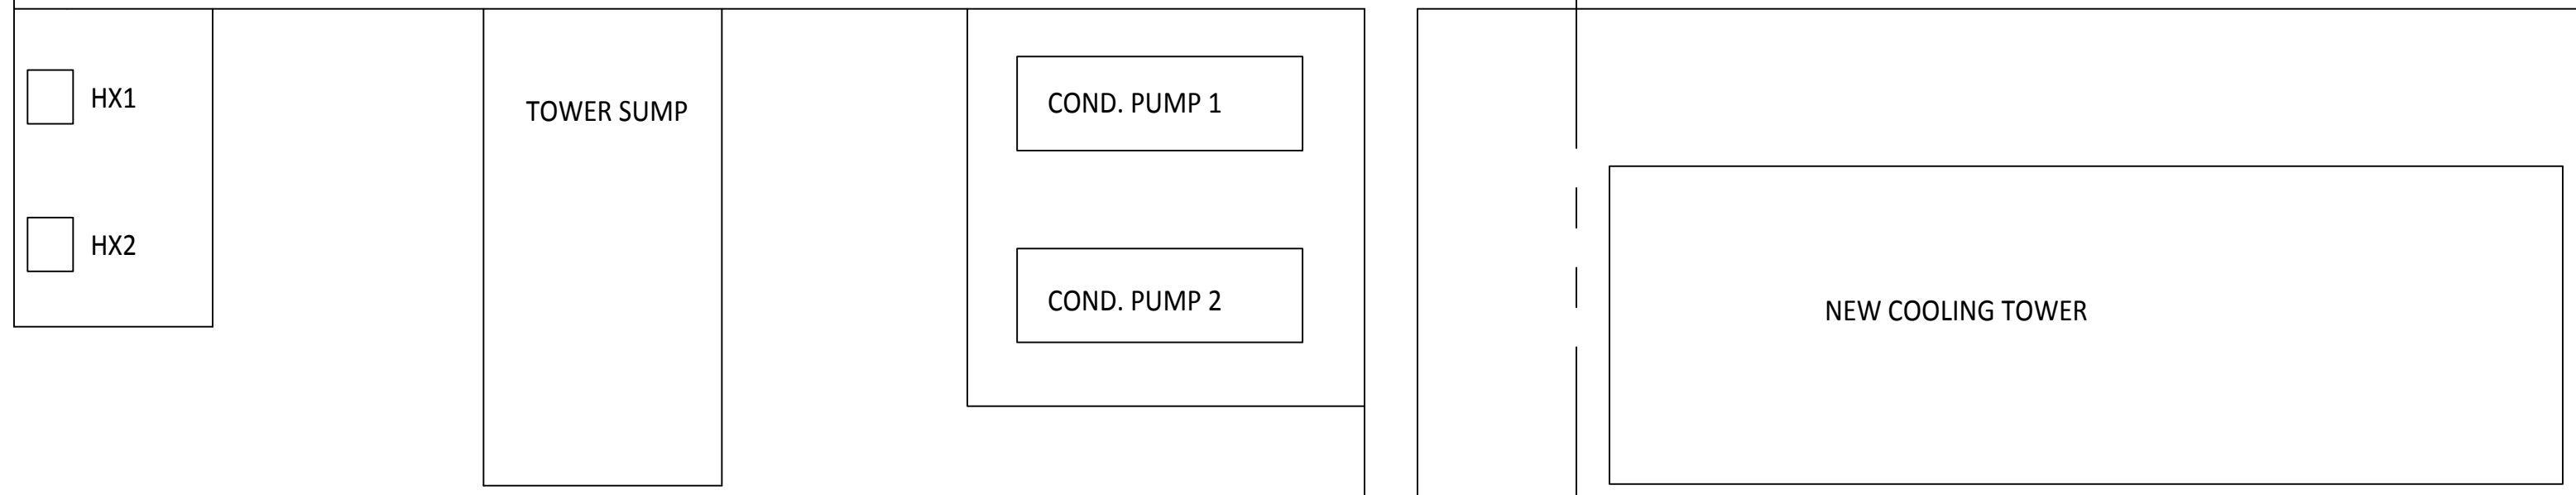 HX1
HX2
TOWER SUMP
COND. PUMP 1
COND. PUMP 2
NEW COOLING TOWER